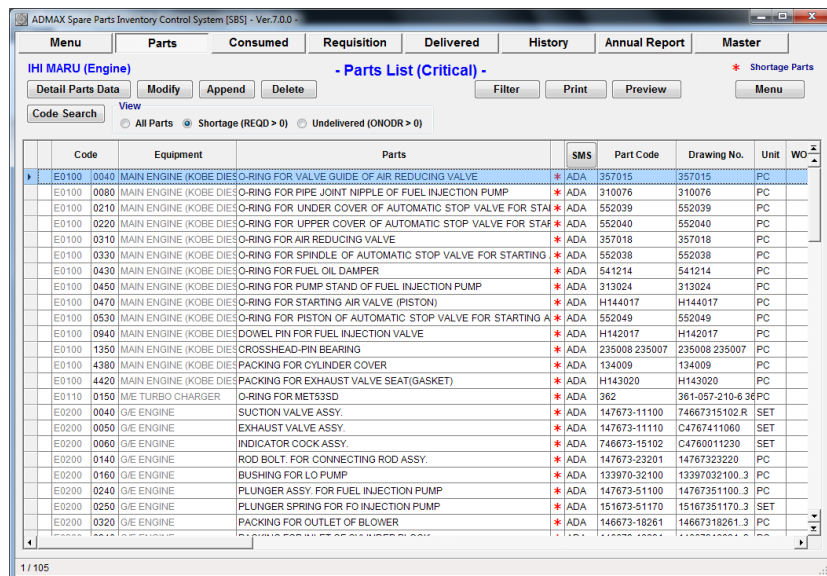 ADMAX Spare Parts Inventory Control System [SBS] - Ver.7.0.0 -
Menu Parts Consumed Requisition Delivered History Annual Report Master
IHI MARU (Engine) - Parts List (Critical) - * Shortage Parts
Detail Parts Data Modify Append Delete Filter Print Preview Menu
Code Search View
All Parts Shortage (REQD > 0) Undelivered (ONODR > 0)
Code Equipment Parts SMS Part Code Drawing No. Unit WO
E0100 0040 MAIN ENGINE (KOBE DIES O-RING FOR VALVE GUIDE OF AIR REDUCING VALVE * ADA 357015 357015 PC
E0100 0080 MAIN ENGINE (KOBE DIES O-RING FOR PIPE JOINT NIPPLE OF FUEL INJECTION PUMP * ADA 310076 310076 PC
E0100 0210 MAIN ENGINE (KOBE DIES O-RING FOR UNDER COVER OF AUTOMATIC STOP VALVE FOR STAI * ADA 552039 552039 PC
E0100 0220 MAIN ENGINE (KOBE DIES O-RING FOR UPPER COVER OF AUTOMATIC STOP VALVE FOR STAF * ADA 552040 552040 PC
E0100 0310 MAIN ENGINE (KOBE DIES O-RING FOR AIR REDUCING VALVE * ADA 357018 357018 PC
E0100 0330 MAIN ENGINE (KOBE DIES O-RING FOR SPINDLE OF AUTOMATIC STOP VALVE FOR STARTING * ADA 552038 552038 PC
E0100 0430 MAIN ENGINE (KOBE DIES O-RING FOR FUEL OIL DAMPER * ADA 541214 541214 PC
E0100 0450 MAIN ENGINE (KOBE DIES O-RING FOR PUMP STAND OF FUEL INJECTION PUMP * ADA 313024 313024 PC
E0100 0470 MAIN ENGINE (KOBE DIES O-RING FOR STARTING AIR VALVE (PISTON) * ADA H144017 H144017 PC
E0100 0530 MAIN ENGINE (KOBE DIES O-RING FOR PISTON OF AUTOMATIC STOP VALVE FOR STARTING A * ADA 552049 552049 PC
E0100 0940 MAIN ENGINE (KOBE DIES DOWEL PIN FOR FUEL INJECTION VALVE * ADA H142017 H142017 PC
E0100 1350 MAIN ENGINE (KOBE DIES CROSSHEAD-PIN BEARING * ADA 235008 235007 235008 235007 PC
E0100 4380 MAIN ENGINE (KOBE DIES PACKING FOR CYLINDER COVER * ADA 134009 134009 PC
E0100 4420 MAIN ENGINE (KOBE DIES PACKING FOR EXHAUST VALVE SEAT(GASKET) * ADA H143020 H143020 PC
E0110 0150 M/E TURBO CHARGER O-RING FOR MET53SD * ADA 362 361-057-210-6 36 PC
E0200 0040 G/E ENGINE SUCTION VALVE ASSY. * ADA 147673-11100 74667315102.R SET
E0200 0050 G/E ENGINE EXHAUST VALVE ASSY. * ADA 147673-11110 C4767411060 SET
E0200 0060 G/E ENGINE INDICATOR COCK ASSY. * ADA 746673-15102 C4760011230 SET
E0200 0140 G/E ENGINE ROD BOLT. FOR CONNECTING ROD ASSY. * ADA 147673-23201 14767323220 PC
E0200 0160 G/E ENGINE BUSHING FOR LO PUMP * ADA 133970-32100 13397032100..3 PC
E0200 0240 G/E ENGINE PLUNGER ASSY. FOR FUEL INJECTION PUMP * ADA 147673-51100 14767351100..3 PC
E0200 0250 G/E ENGINE PLUNGER SPRING FOR FO INJECTION PUMP * ADA 151673-51170 15167351170..3 SET
E0200 0320 G/E ENGINE PACKING FOR OUTLET OF BLOWER * ADA 146673-18261 14667318261..3 PC
1 / 105